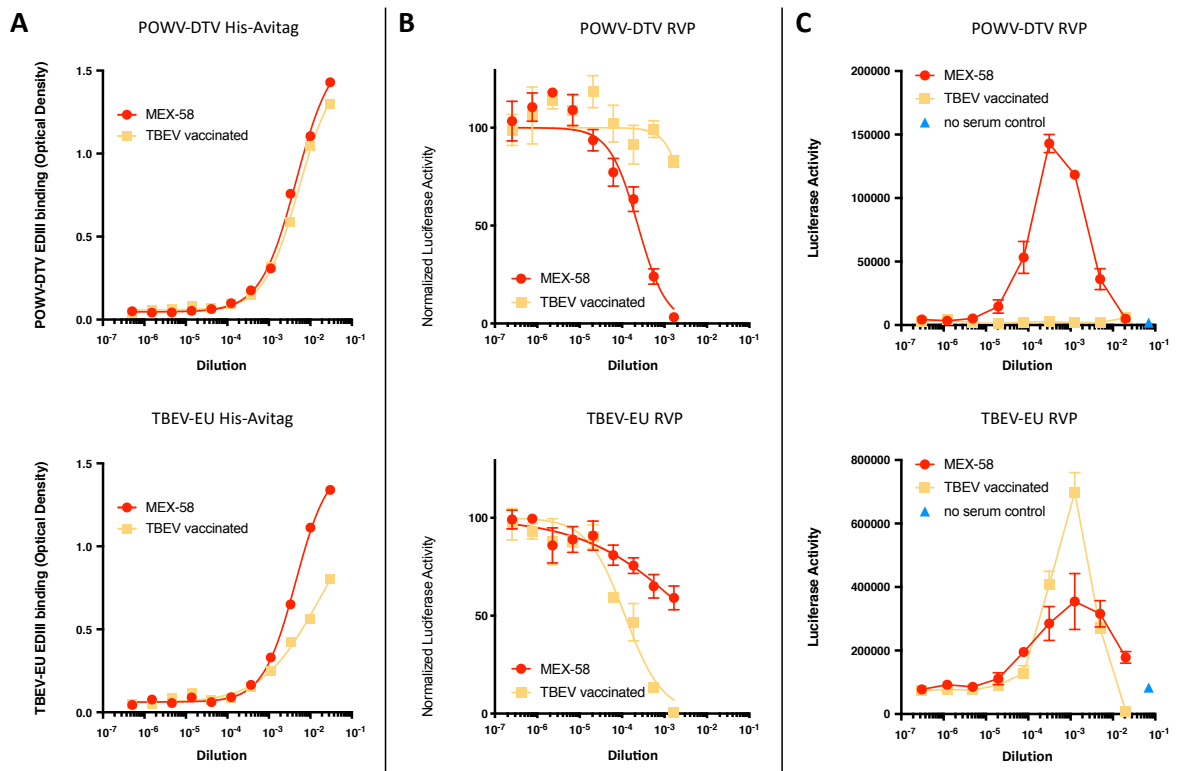 A
POWV-DTV His-Avitag
POWV-DTV EDIII binding (Optical Density)
1.5
1.0
0.5
0.0
MEX-58
TBEV vaccinated
10-7
10-6
10-5
10-4
10-3
10-2
10-1
Dilution
TBEV-EU His-Avitag
TBEV-EU EDIII binding (Optical Density)
1.5
1.0
0.5
0.0
MEX-58
TBEV vaccinated
10-7
10-6
10-5
10-4
10-3
10-2
10-1
Dilution
B
POWV-DTV RVP
Normalized Luciferase Activity
100
50
0
MEX-58
TBEV vaccinated
10-7
10-6
10-5
10-4
10-3
10-2
10-1
Dilution
TBEV-EU RVP
Normalized Luciferase Activity
100
50
0
MEX-58
TBEV vaccinated
10-7
10-6
10-5
10-4
10-3
10-2
10-1
Dilution
C
POWV-DTV RVP
Luciferase Activity
200000
150000
100000
50000
0
MEX-58
TBEV vaccinated
no serum control
10-7
10-6
10-5
10-4
10-3
10-2
10-1
Dilution
TBEV-EU RVP
Luciferase Activity
800000
600000
400000
200000
0
MEX-58
TBEV vaccinated
no serum control
10-7
10-6
10-5
10-4
10-3
10-2
10-1
Dilution